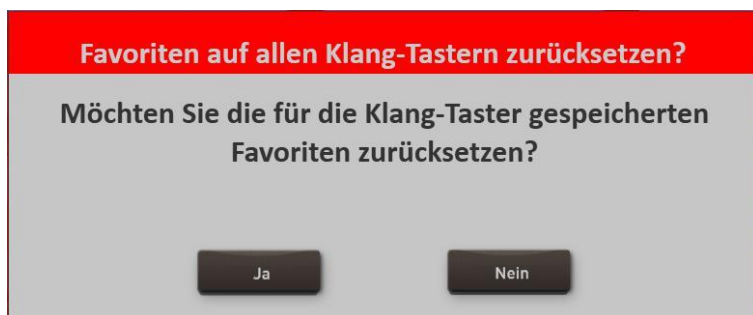 Favoriten auf allen Klang-Tastern zurücksetzen?
Möchten Sie die für die Klang-Taster gespeicherten
Favoriten zurücksetzen?
Ja
Nein